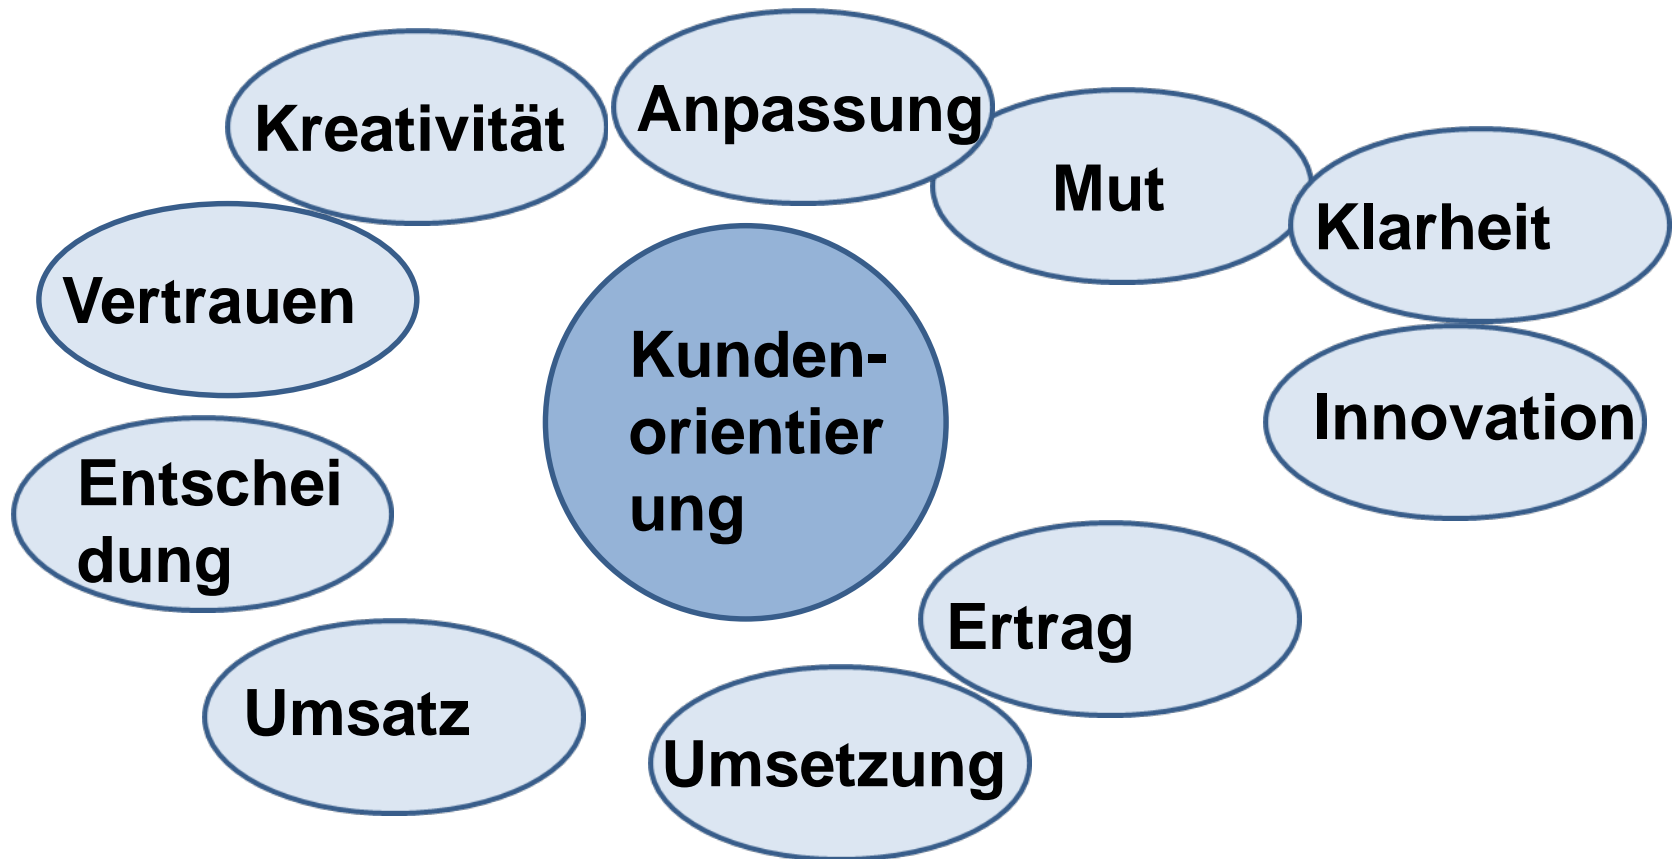 Kreativität
Anpassung
Mut
Klarheit
Vertrauen
Kunden-
orientier
ung
Innovation
Entschei
dung
Ertrag
Umsatz
Umsetzung